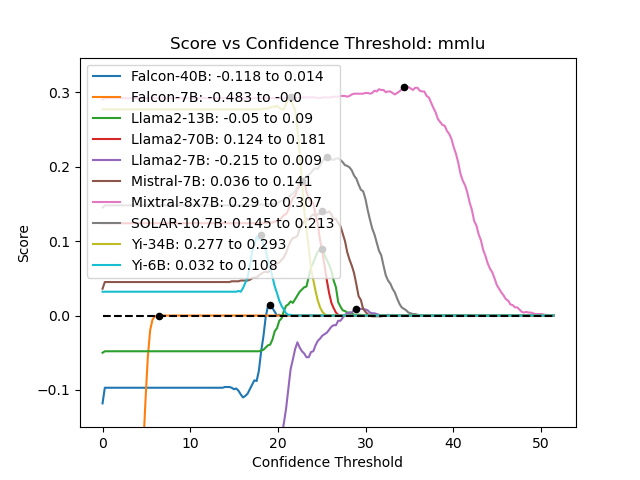 Score vs Confidence Threshold: mmlu
Falcon-40B: -0.118 to 0.014
Falcon-7B: -0.483 to -0.0
Llama2-13B: -0.05 to 0.09
Llama2-70B: 0.124 to 0.181
Llama2-7B: -0.215 to 0.009
Mistral-7B: 0.036 to 0.141
Mixtral-8x7B: 0.29 to 0.307
SOLAR-10.7B: 0.145 to 0.213
Yi-34B: 0.277 to 0.293
Yi-6B: 0.032 to 0.108
Score
0.3
0.2
0.1
0.0
−0.1
0 10 20 30 40 50
Confidence Threshold